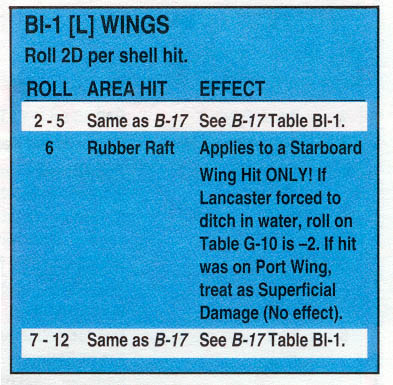 BI-1 [L] WINGS
Roll 2D per shell hit.
ROLL AREA HIT EFFECT
2 - 5 Same as B-17 See B-17 Table BI-1.
6 Rubber Raft Applies to a Starboard
Wing Hit ONLY! If
Lancaster forced to
ditch in water, roll on
Table G-10 is –2. If hit
was on Port Wing,
treat as Superficial
Damage (No effect).
7 - 12 Same as B-17 See B-17 Table BI-1.